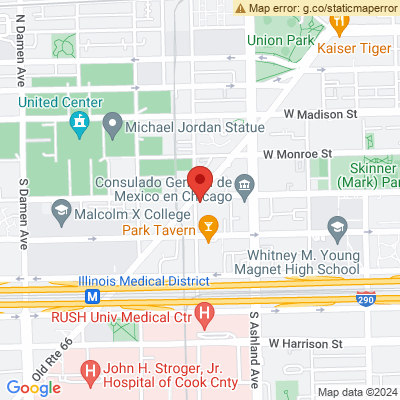 Map error: g.co/staticmaperror
N Damen Ave
Union Park
Kaiser Tiger
United Center
W Madison St
Michael Jordan Statue
W Monroe St
Skinner
(Mark) Par
Consulado General de
Mexico en Chicago
S Damen Ave
Malcolm X College
Park Tavern
Whitney M. Young
Magnet High School
Illinois Medical District
M
290
RUSH Univ Medical Ctr
H
S Ashland Ave
Old Rte 66
W Harrison St
H
John H. Stroger, Jr.
Hospital of Cook Cnty
Google
Map data ©2024